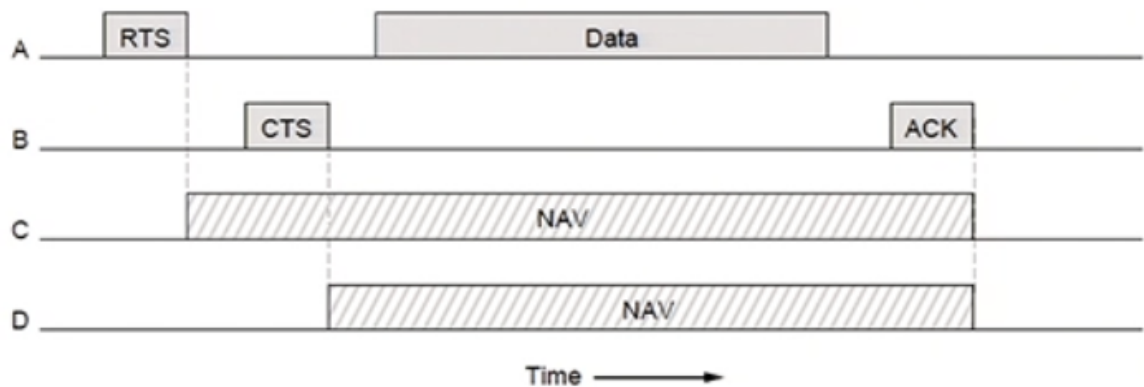 A RTS Data
B CTS ACK
C NAV
D NAV
Time